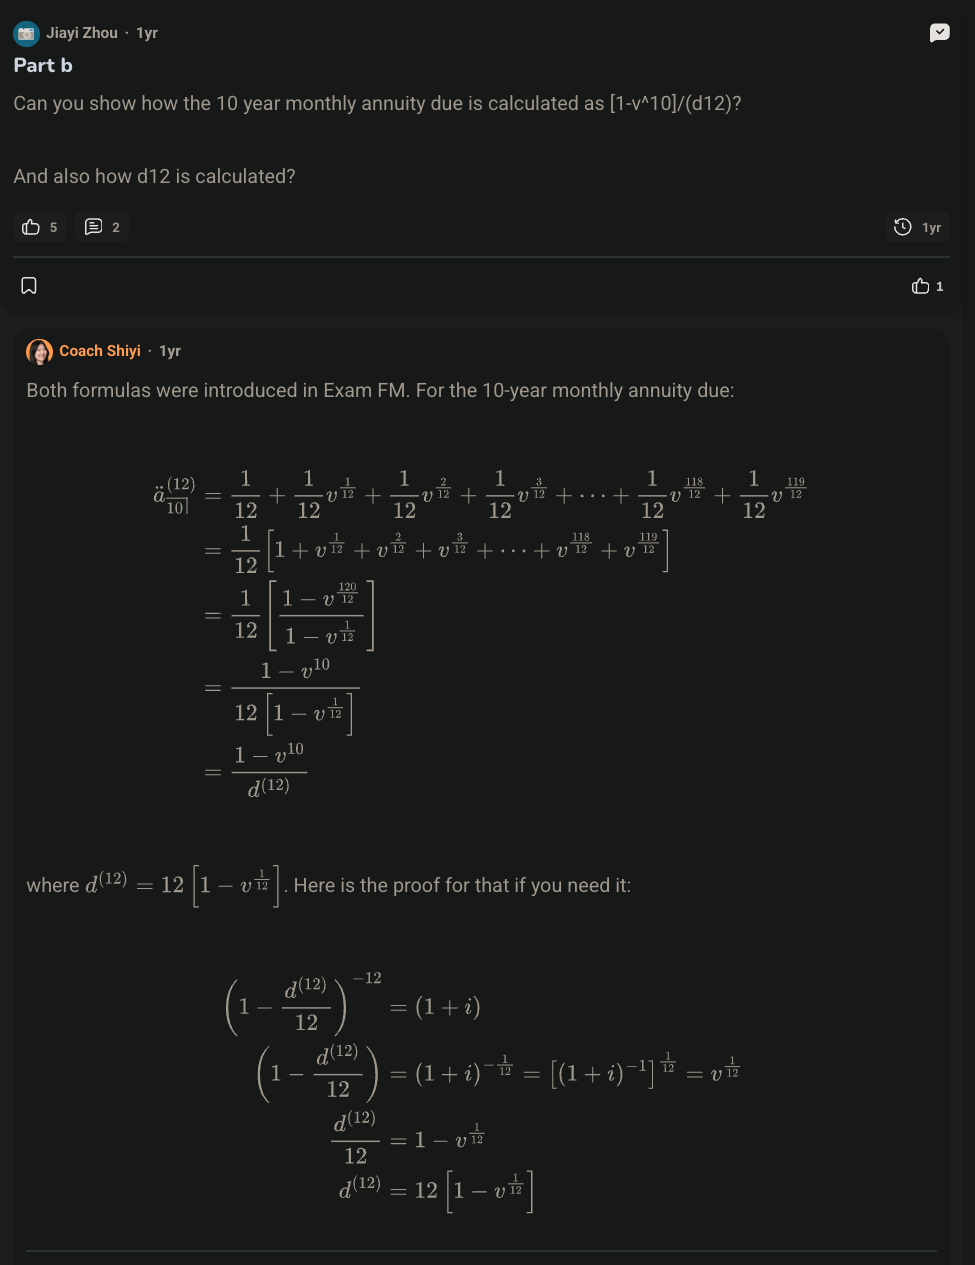 Jiayi Zhou · 1yr
Part b
Can you show how the 10 year monthly annuity due is calculated as [1-v^10]/(d12)?
And also how d12 is calculated?
5 2 1yr
1
Coach Shiyi · 1yr
Both formulas were introduced in Exam FM. For the 10-year monthly annuity due:
$\ddot{a}_{\overline{10|}}^{(12)} = \frac{1}{12} + \frac{1}{12}v^{\frac{1}{12}} + \frac{1}{12}v^{\frac{2}{12}} + \frac{1}{12}v^{\frac{3}{12}} + \cdots + \frac{1}{12}v^{\frac{118}{12}} + \frac{1}{12}v^{\frac{119}{12}}$
$= \frac{1}{12}\left[1 + v^{\frac{1}{12}} + v^{\frac{2}{12}} + v^{\frac{3}{12}} + \cdots + v^{\frac{118}{12}} + v^{\frac{119}{12}}\right]$
$= \frac{1}{12}\left[\frac{1 - v^{\frac{120}{12}}}{1 - v^{\frac{1}{12}}}\right]$
$= \frac{1 - v^{10}}{12\left[1 - v^{\frac{1}{12}}\right]}$
$= \frac{1 - v^{10}}{d^{(12)}}$
where $d^{(12)} = 12\left[1 - v^{\frac{1}{12}}\right]$. Here is the proof for that if you need it:
$\left(1 - \frac{d^{(12)}}{12}\right)^{-12} = (1 + i)$
$\left(1 - \frac{d^{(12)}}{12}\right) = (1 + i)^{-\frac{1}{12}} = \left[(1 + i)^{-1}\right]^{\frac{1}{12}} = v^{\frac{1}{12}}$
$\frac{d^{(12)}}{12} = 1 - v^{\frac{1}{12}}$
$d^{(12)} = 12\left[1 - v^{\frac{1}{12}}\right]$